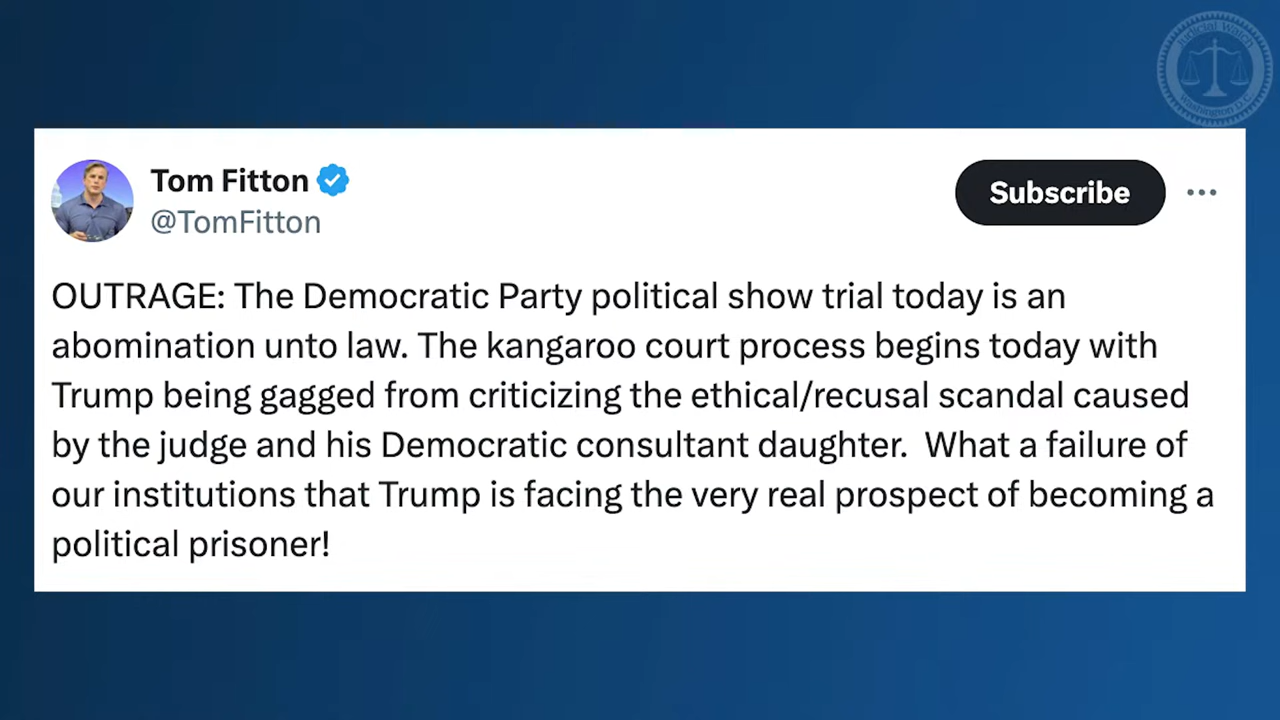 Judicial Watch
Washington D.C.
Tom Fitton
@TomFitton
Subscribe
OUTRAGE: The Democratic Party political show trial today is an
abomination unto law. The kangaroo court process begins today with
Trump being gagged from criticizing the ethical/recusal scandal caused
by the judge and his Democratic consultant daughter.  What a failure of
our institutions that Trump is facing the very real prospect of becoming a
political prisoner!